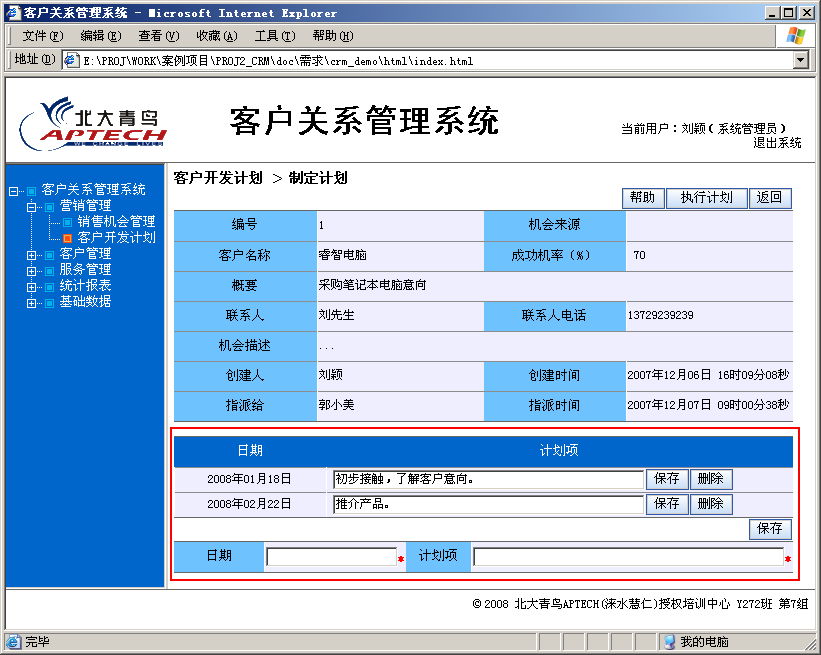 客户关系管理系统 - Microsoft Internet Explorer
文件(F) 编辑(E) 查看(V) 收藏(A) 工具(T) 帮助(H)
地址(D) E:\PROJ\WORK\案例项目\PROJ2_CRM\doc\需求\crm_demo\html\index.html
北大青鸟
APTECH
WE CHANGE LIVES
客户关系管理系统
当前用户：刘颖(系统管理员)
退出系统
客户关系管理系统
营销管理
销售机会管理
客户开发计划
客户管理
服务管理
统计报表
基础数据
客户开发计划 > 制定计划
帮助 执行计划 返回
编号 1 机会来源
客户名称 睿智电脑 成功机率（%） 70
概要 采购笔记本电脑意向
联系人 刘先生 联系人电话 13729239239
机会描述 ...
创建人 刘颖 创建时间 2007年12月06日 16时09分08秒
指派给 郭小美 指派时间 2007年12月07日 09时00分38秒
日期 计划项
2008年01月18日 初步接触，了解客户意向。 保存 删除
2008年02月22日 推介产品。 保存 删除
保存
日期 * 计划项 *
©2008 北大青鸟APTECH(涞水慧仁)授权培训中心 Y272班 第7组
完毕 我的电脑